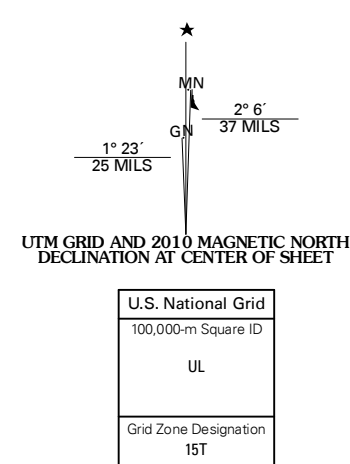 MN
2° 6´
37 MILS
GN
1° 23´
25 MILS
UTM GRID AND 2010 MAGNETIC NORTH
DECLINATION AT CENTER OF SHEET
U.S. National Grid
100,000-m Square ID
UL
Grid Zone Designation
15T